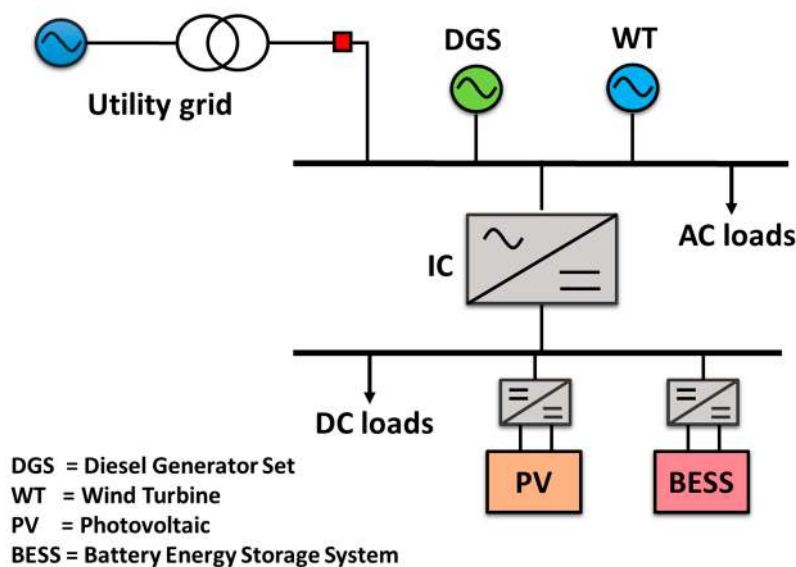 DGS
WT
Utility grid
AC loads
IC
DC loads
PV
BESS
DGS = Diesel Generator Set
WT = Wind Turbine
PV = Photovoltaic
BESS = Battery Energy Storage System